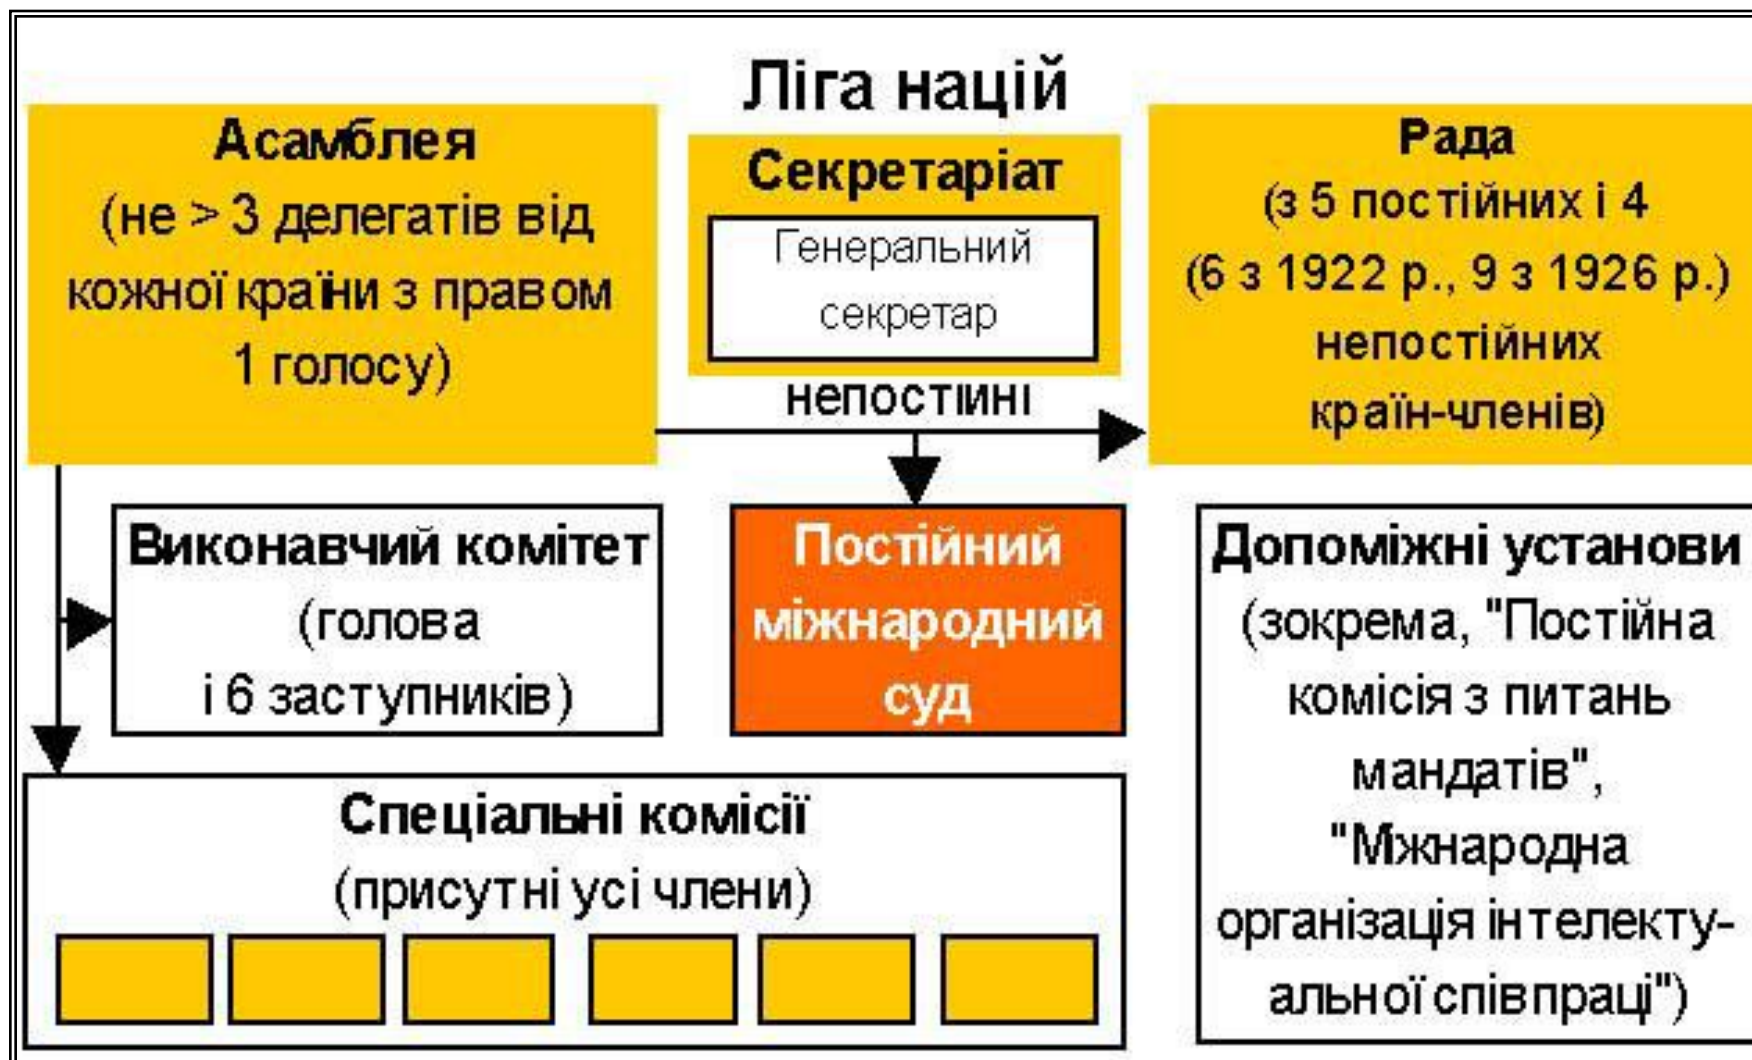 Ліга націй
Асамблея
(не > 3 делегатів від
кожної країни з правом
1 голосу)
Секретаріат
Генеральний
секретар
непостійні
Рада
(з 5 постійних і 4
(6 з 1922 р., 9 з 1926 р.)
непостійних
країн-членів)
Виконавчий комітет
(голова
і 6 заступників)
Постійний
міжнародний
суд
Допоміжні установи
(зокрема, "Постійна
комісія з питань
мандатів",
"Міжнародна
організація інтелекту-
альної співпраці")
Спеціальні комісії
(присутні усі члени)